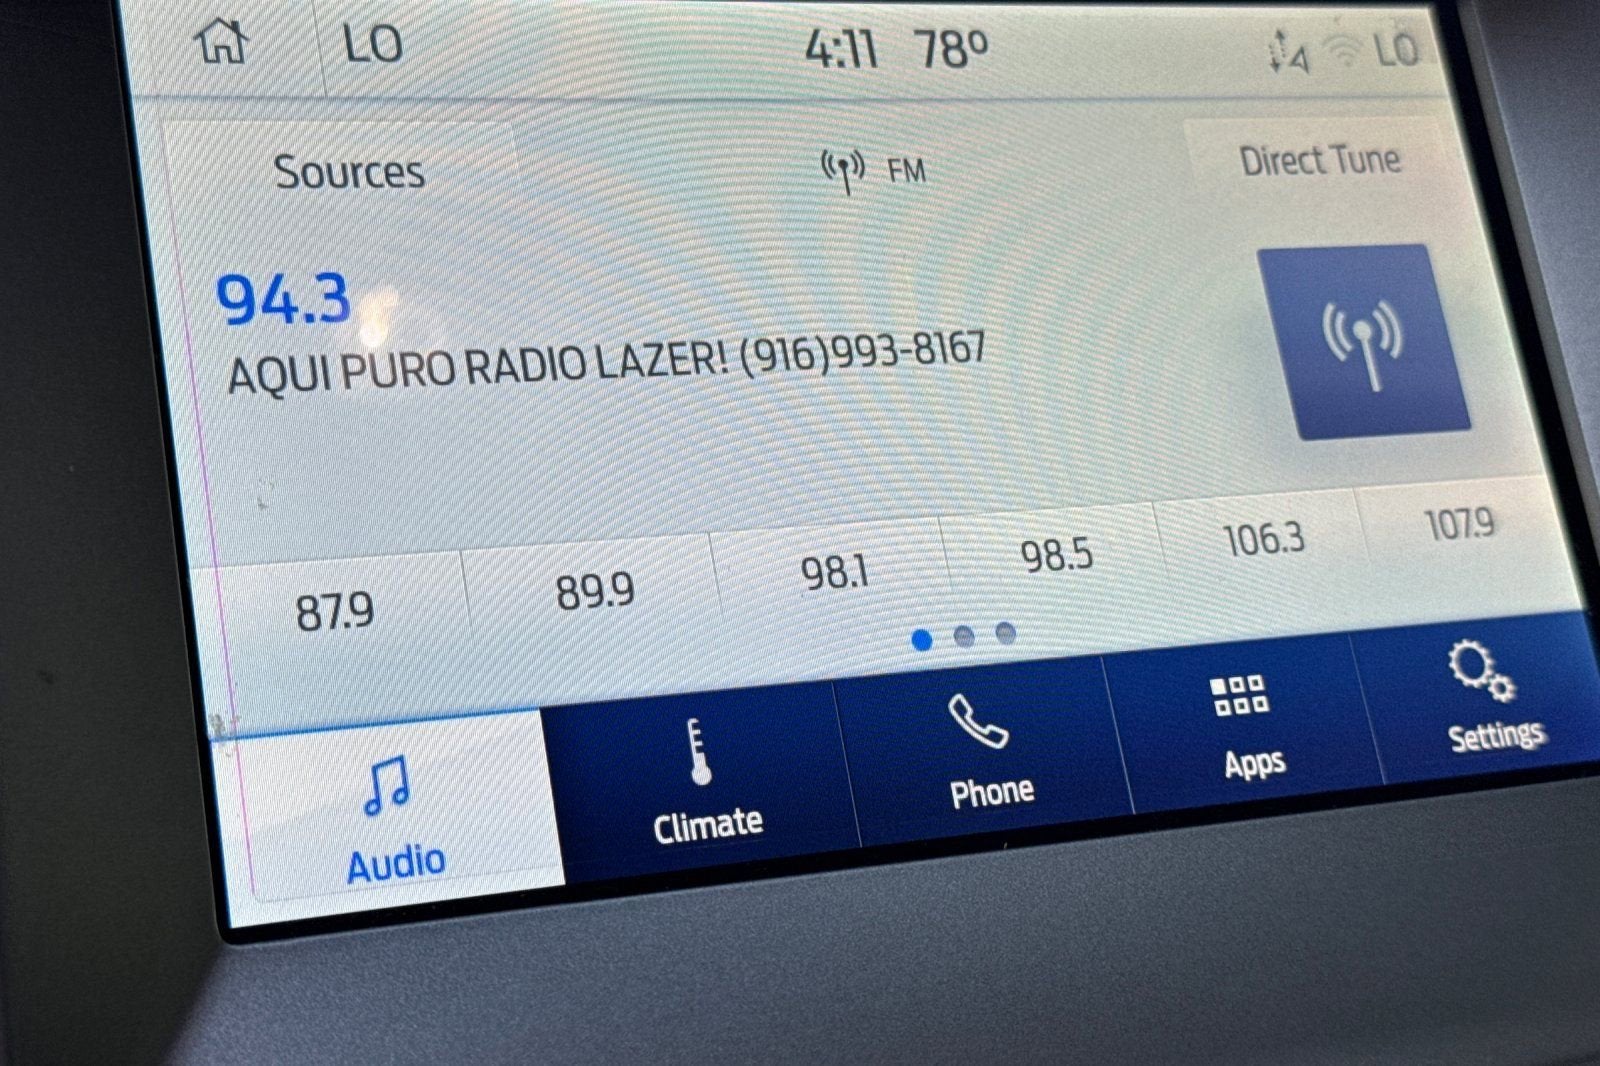 LO 4:11 78° LO
Sources FM Direct Tune
94.3
AQUI PURO RADIO LAZER! (916)993-8167
87.9 89.9 98.1 98.5 106.3 107.9
Audio Climate Phone Apps Settings